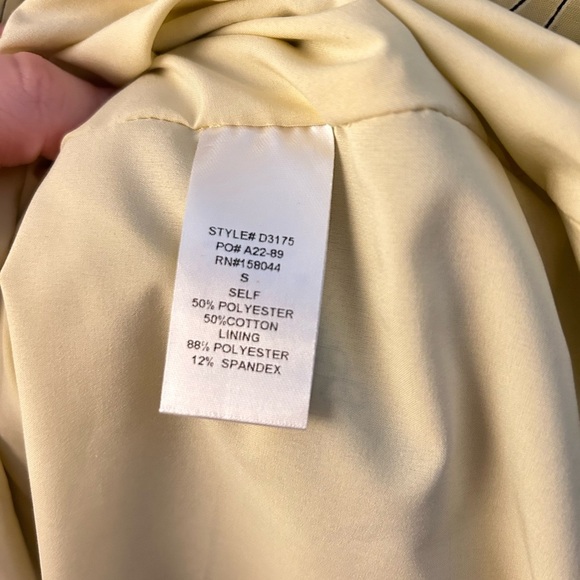 STYLE# D3175
PO# A22-89
RN#158044
S
SELF
50% POLYESTER
50%COTTON
LINING
88% POLYESTER
12% SPANDEX